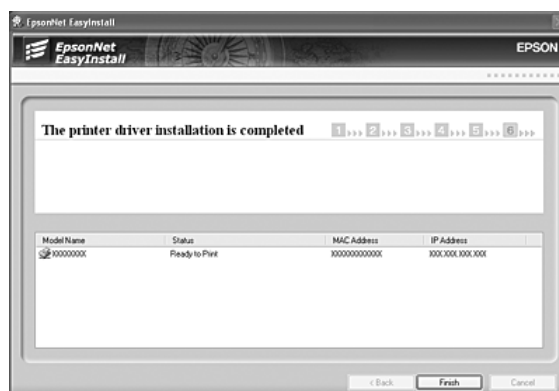 EpsonNet EasyInstall
EpsonNet
EasyInstall
EPSON
The printer driver installation is completed
1 2 3 4 5 6
Model Name Status MAC Address IP Address
XXXXXXXX Ready to Print XXXXXXXXXXXX XXX.XXX.XXX.XXX
< Back Finish Cancel